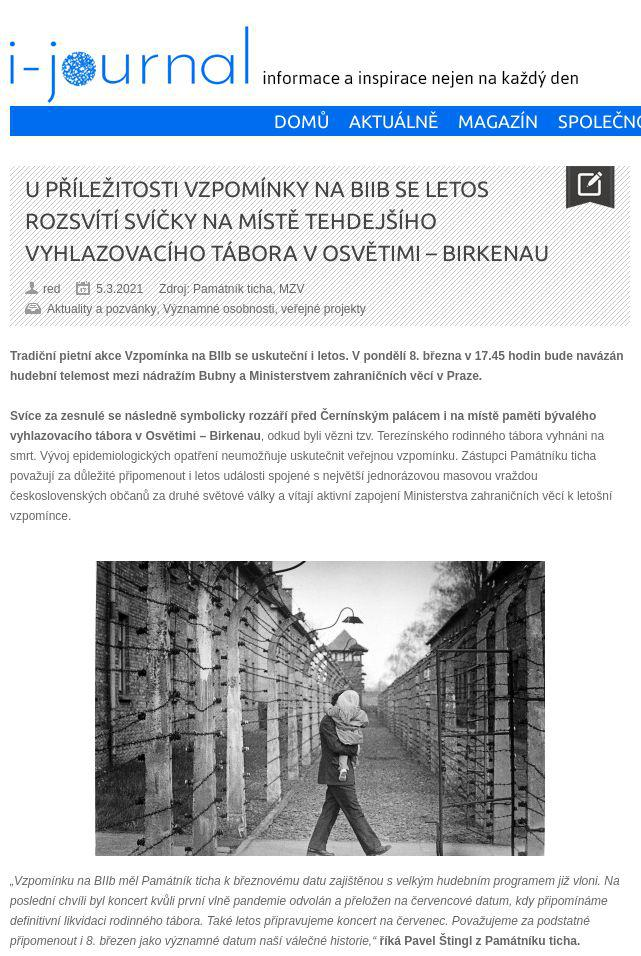 i-journal informace a inspirace nejen na každý den
DOMŮ AKTUÁLNĚ MAGAZÍN SPOLEČNO
U PŘÍLEŽITOSTI VZPOMÍNKY NA BIIB SE LETOS
ROZSVÍTÍ SVÍČKY NA MÍSTĚ TEHDEJŠÍHO
VYHLAZOVACÍHO TÁBORA V OSVĚTIMI – BIRKENAU
red 5.3.2021 Zdroj: Památník ticha, MZV
Aktuality a pozvánky, Významné osobnosti, veřejné projekty
Tradiční pietní akce Vzpomínka na BIIb se uskuteční i letos. V pondělí 8. března v 17.45 hodin bude navázán
hudební telemost mezi nádražím Bubny a Ministerstvem zahraničních věcí v Praze.
Svíce za zesnulé se následně symbolicky rozzáří před Černínským palácem i na místě paměti bývalého
vyhlazovacího tábora v Osvětimi – Birkenau, odkud byli vězni tzv. Terezínského rodinného tábora vyhnáni na
smrt. Vývoj epidemiologických opatření neumožňuje uskutečnit veřejnou vzpomínku. Zástupci Památníku ticha
považují za důležité připomenout i letos události spojené s největší jednorázovou masovou vraždou
československých občanů za druhé světové války a vítají aktivní zapojení Ministerstva zahraničních věcí k letošní
vzpomínce.
„Vzpomínku na BIIb měl Památník ticha k březnovému datu zajištěnou s velkým hudebním programem již vloni. Na
poslední chvíli byl koncert kvůli první vlně pandemie odvolán a přeložen na červencové datum, kdy připomínáme
definitivní likvidaci rodinného tábora. Také letos připravujeme koncert na červenec. Považujeme za podstatné
připomenout i 8. březen jako významné datum naší válečné historie,“ říká Pavel Štingl z Památníku ticha.